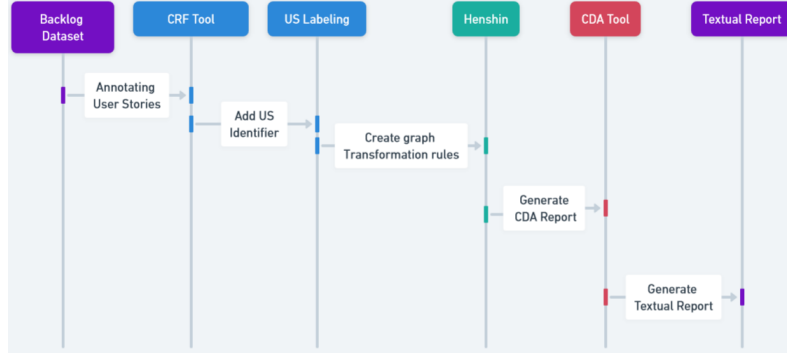 Backlog
Dataset
CRF Tool
US Labeling
Henshin
CDA Tool
Textual Report
Annotating
User Stories
Add US
Identifier
Create graph
Transformation rules
Generate
CDA Report
Generate
Textual Report